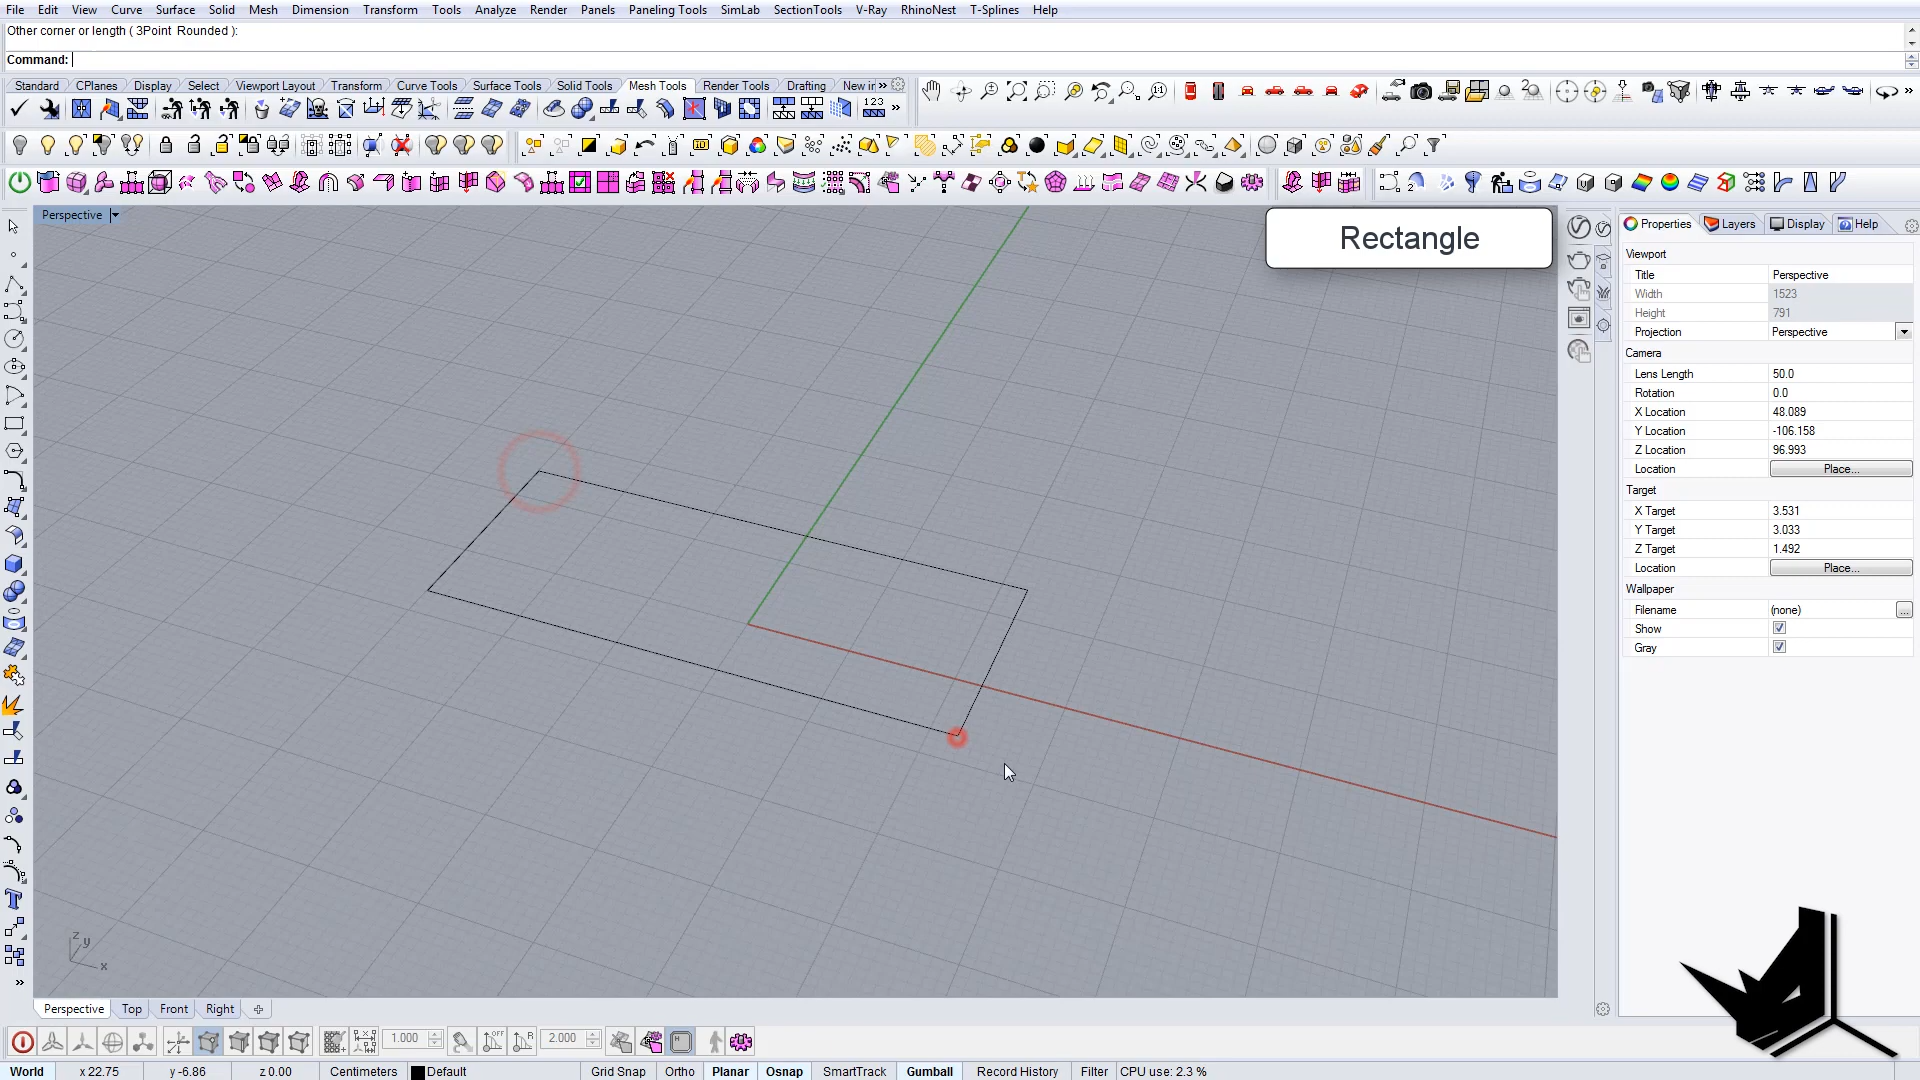 File Edit View Curve Surface Solid Mesh Dimension Transform Tools Analyze Render Panels Paneling Tools SimLab SectionTools V-Ray RhinoNest T-Splines Help
Other corner or length ( 3Point Rounded ):
Command:
Standard CPlanes Display Select Viewport Layout Transform Curve Tools Surface Tools Solid Tools Mesh Tools Render Tools Drafting New in »
Perspective
Rectangle
Properties Layers Display Help
Viewport
Title Perspective
Width 1523
Height 791
Projection Perspective
Camera
Lens Length 50.0
Rotation 0.0
X Location 48.089
Y Location -106.158
Z Location 96.993
Location Place...
Target
X Target 3.531
Y Target 3.033
Z Target 1.492
Location Place...
Wallpaper
Filename (none) ...
Show
Gray
z
y
x
Perspective Top Front Right
1.000 2.000
World x 22.75 y -6.86 z 0.00 Centimeters Default Grid Snap Ortho Planar Osnap SmartTrack Gumball Record History Filter CPU use: 2.3 %